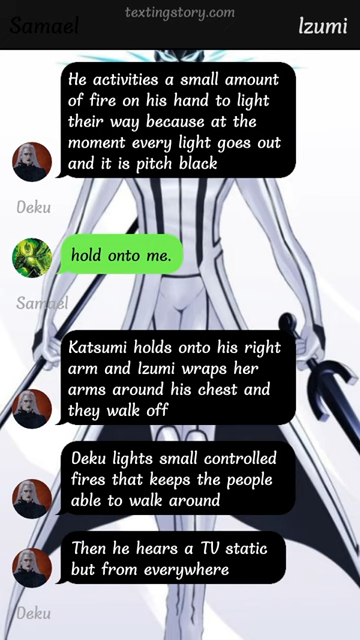 textingstory.com
Samael
Izumi
He activities a small amount
of fire on his hand to light
their way because at the
moment every light goes out
and it is pitch black
Deku
hold onto me.
Samael
Katsumi holds onto his right
arm and Izumi wraps her
arms around his chest and
they walk off
Deku lights small controlled
fires that keeps the people
able to walk around
Then he hears a TV static
but from everywhere
Deku